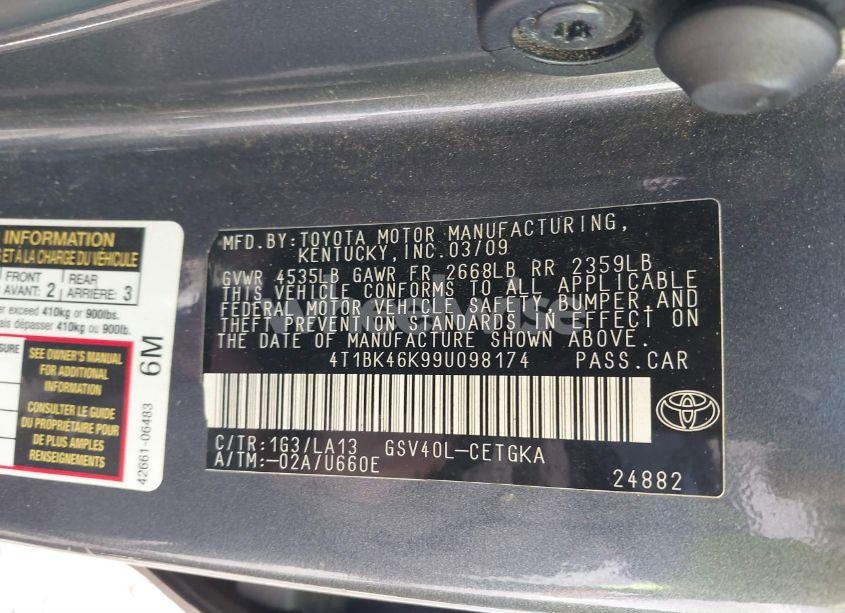 INFORMATION
ET À LA CHARGE DU VÉHICULE
FRONT
AVANT: 2
REAR
ARRIÈRE: 3
exceed 410kg or 900lbs.
dépasser 410kg ou 900lb.
SEE OWNER'S MANUAL
FOR ADDITIONAL
INFORMATION
CONSULTER LE GUIDE
DU PROPRIÉTAIRE POUR
DE PLUS AMPLES
RENSEIGNEMENTS
6M
42661-06483
MFD.BY:TOYOTA MOTOR MANUFACTURING,
KENTUCKY,INC.03/09
GVWR 4535LB GAWR FR 2668LB RR 2359LB
THIS VEHICLE CONFORMS TO ALL APPLICABLE
FEDERAL MOTOR VEHICLE SAFETY,BUMPER,AND
THEFT PREVENTION STANDARDS IN EFFECT ON
THE DATE OF MANUFACTURE SHOWN ABOVE.
4T1BK46K99U098174 PASS.CAR
C/TR:1G3/LA13 GSV40L-CETGKA
A/TM:-02A/U660E
24882